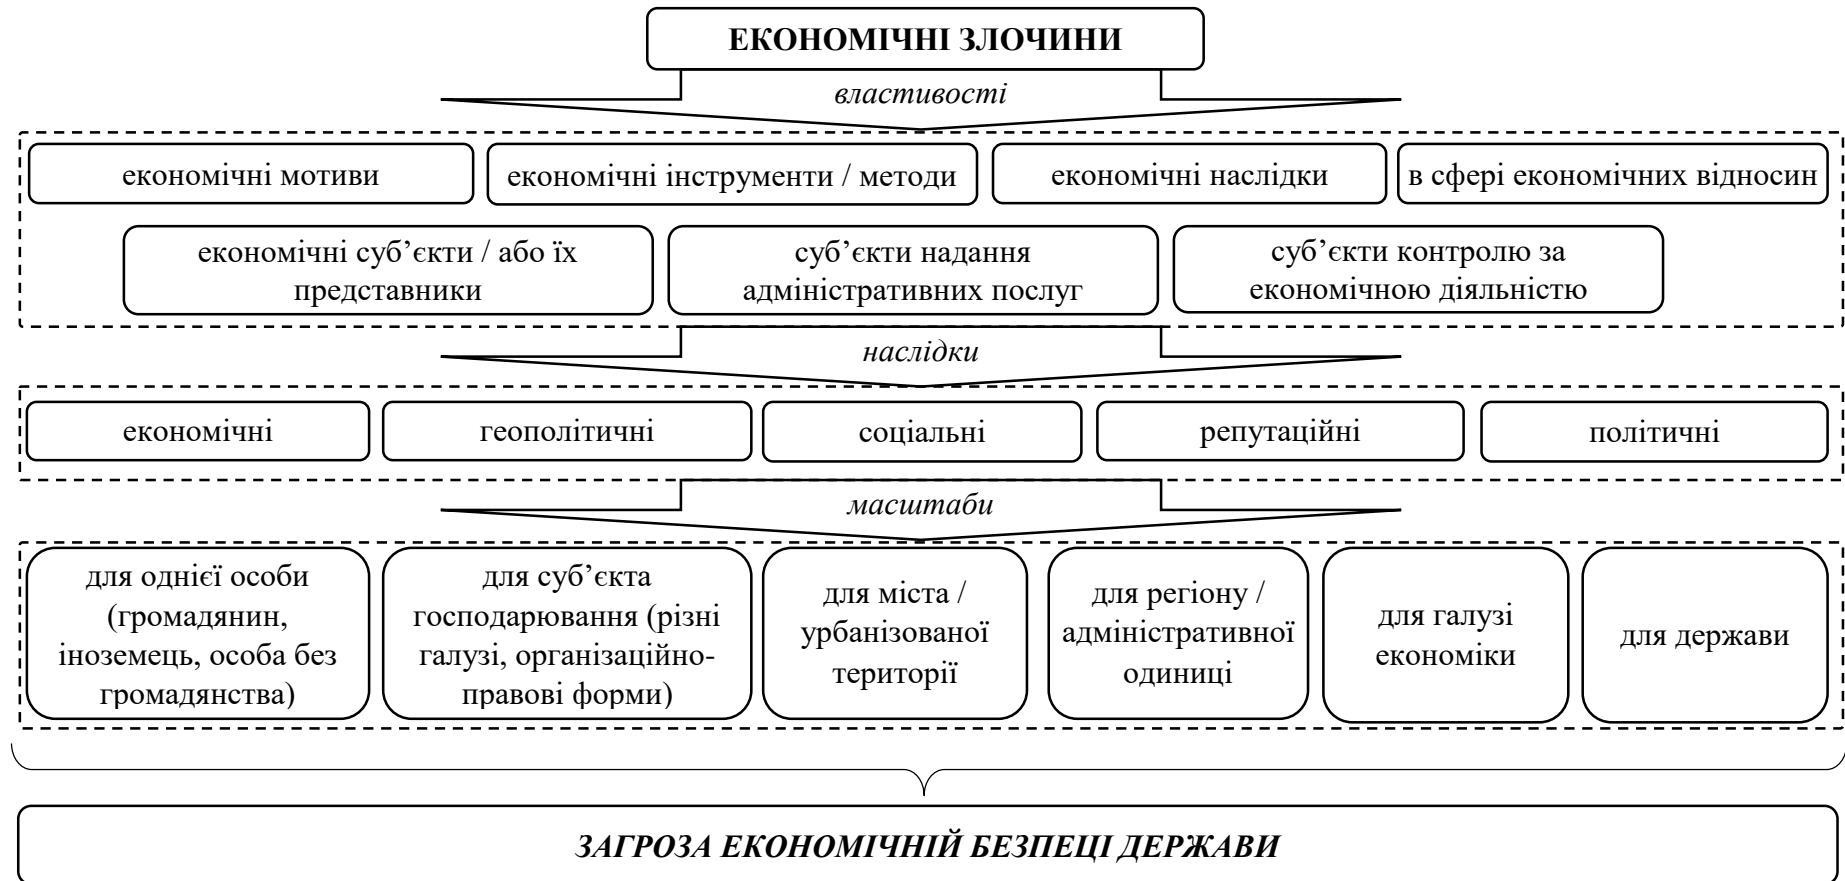 ЕКОНОМІЧНІ ЗЛОЧИНИ
властивості
економічні мотиви
економічні інструменти / методи
економічні наслідки
в сфері економічних відносин
економічні суб’єкти / або їх
представники
суб’єкти надання
адміністративних послуг
суб’єкти контролю за
економічною діяльністю
наслідки
економічні
геополітичні
соціальні
репутаційні
політичні
масштаби
для однієї особи
(громадянин,
іноземець, особа без
громадянства)
для суб’єкта
господарювання (різні
галузі, організаційно-
правові форми)
для міста /
урбанізованої
території
для регіону /
адміністративної
одиниці
для галузі
економіки
для держави
ЗАГРОЗА ЕКОНОМІЧНІЙ БЕЗПЕЦІ ДЕРЖАВИ